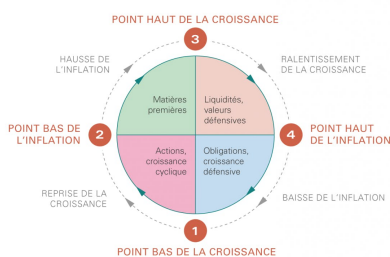 POINT HAUT DE LA CROISSANCE
3
HAUSSE DE
L'INFLATION
RALENTISSEMENT
DE LA CROISSANCE
Matières
premières
Liquidités,
valeurs
défensives
POINT BAS DE
L'INFLATION
2
4
POINT HAUT
DE L'INFLATION
Actions,
croissance
cyclique
Obligations,
croissance
défensive
REPRISE DE LA
CROISSANCE
BAISSE DE L'INFLATION
1
POINT BAS DE LA CROISSANCE